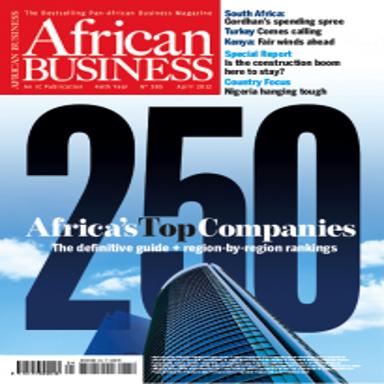 The Bestselling Pan-African Business Magazine
AFRICAN BUSINESS
African
BUSINESS
An IC Publication 46th Year N° 385 April 2012
South Africa:
Gordhan's spending spree
Turkey Comes calling
Kenya: Fair winds ahead
Special Report
Is the construction boom
here to stay?
Country Focus
Nigeria hanging tough
250
Africa's Top Companies
The definitive guide + region-by-region rankings